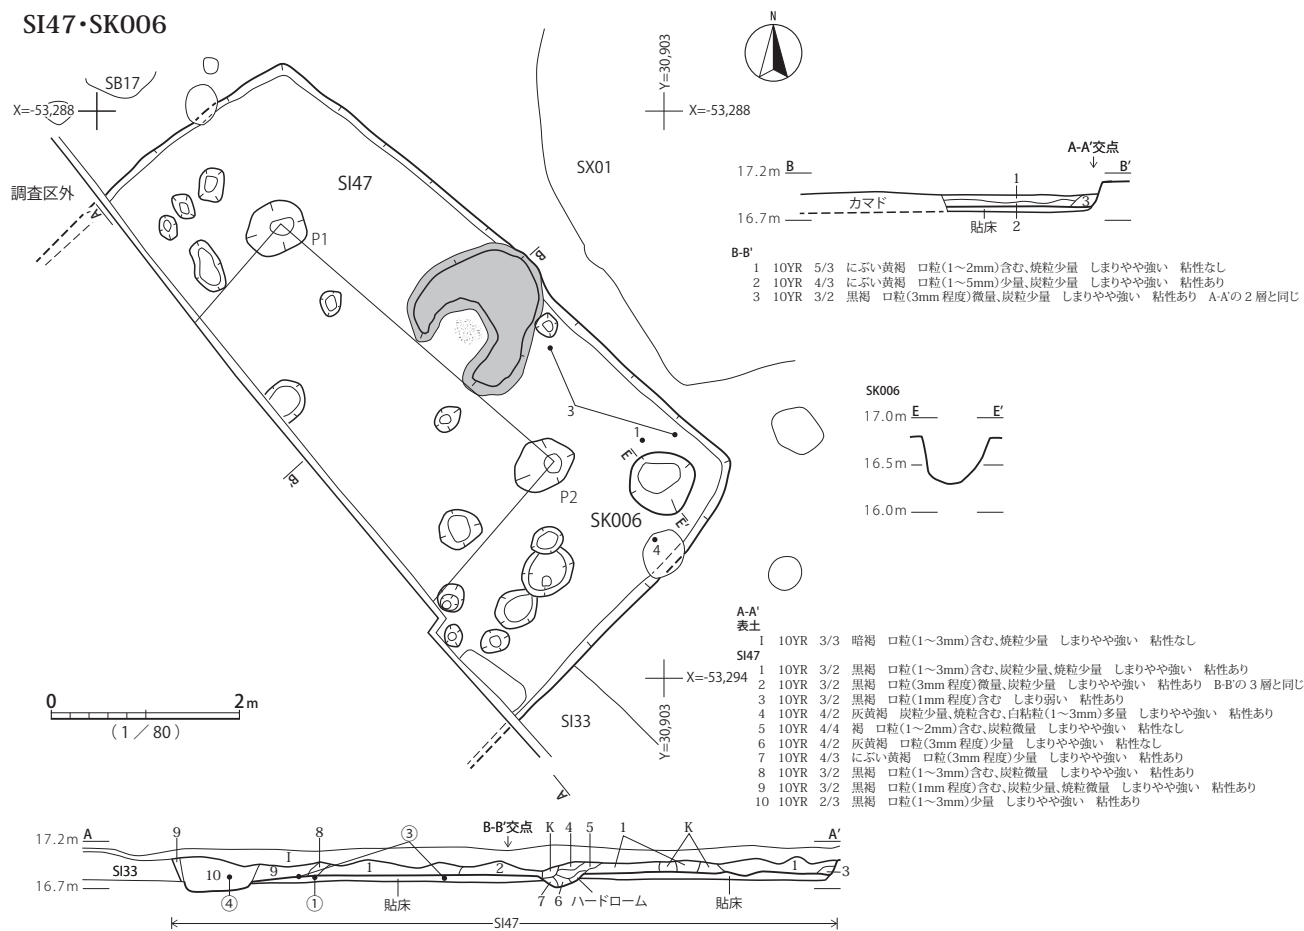 SI47・SK006
N
SB17
X=-53,288
Y=30,903
X=-53,288
SX01
調査区外
SI47
A
P1
B
3
1
E
B'
P2
SK006
E'
4
X=-53,294
Y=30,903
SI33
A'
0 2m
(1/80)
A-A'交点
17.2m B B'
1
カマド 3
16.7m
貼床 2
B-B'
1 10YR 5/3 にぶい黄褐 ロ粒(1～2mm)含む、焼粒少量 しまりやや強い 粘性なし
2 10YR 4/3 にぶい黄褐 ロ粒(1～5mm)少量、炭粒少量 しまりやや強い 粘性あり
3 10YR 3/2 黒褐 ロ粒(3mm程度)微量、炭粒少量 しまりやや強い 粘性あり A-A'の2層と同じ
SK006
17.0m E E'
16.5m
16.0m
A-A'
表土
I 10YR 3/3 暗褐 ロ粒(1～3mm)含む、焼粒少量 しまりやや強い 粘性なし
SI47
1 10YR 3/2 黒褐 ロ粒(1～3mm)含む、炭粒少量、焼粒少量 しまりやや強い 粘性あり
2 10YR 3/2 黒褐 ロ粒(3mm程度)微量、炭粒少量 しまりやや強い 粘性あり B-B'の3層と同じ
3 10YR 3/2 黒褐 ロ粒(1mm程度)含む しまり弱い 粘性あり
4 10YR 4/2 灰黄褐 炭粒少量、焼粒含む、白粘粒(1～3mm)多量 しまりやや強い 粘性あり
5 10YR 4/4 褐 ロ粒(1～2mm)含む、炭粒微量 しまりやや強い 粘性なし
6 10YR 4/2 灰黄褐 ロ粒(3mm程度)少量 しまりやや強い 粘性なし
7 10YR 4/3 にぶい黄褐 ロ粒(3mm程度)少量 しまりやや強い 粘性あり
8 10YR 3/2 黒褐 ロ粒(1～3mm)含む、炭粒微量 しまりやや強い 粘性あり
9 10YR 3/2 黒褐 ロ粒(1mm程度)含む、炭粒少量、焼粒微量 しまりやや強い 粘性あり
10 10YR 2/3 黒褐 ロ粒(1～3mm)少量 しまりやや強い 粘性あり
17.2m A 9 8 ③ B-B'交点 K 4 5 1 K A'
I
SI33 10 9 1 2 1 3
16.7m
④ ① 貼床 7 6 ハードローム 貼床
SI47